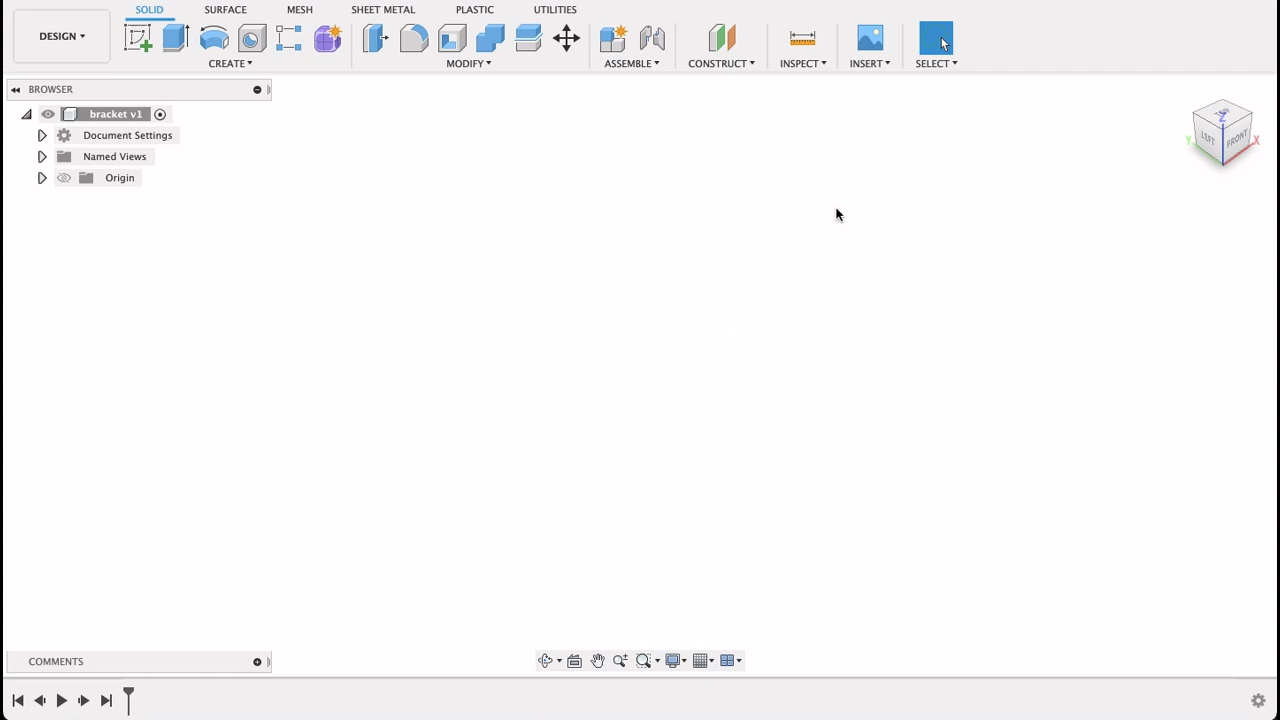 SOLID SURFACE MESH SHEET METAL PLASTIC UTILITIES
DESIGN
CREATE MODIFY ASSEMBLE CONSTRUCT INSPECT INSERT SELECT
BROWSER
bracket v1
Document Settings
Named Views
Origin
Z
LEFT FRONT
Y X
COMMENTS